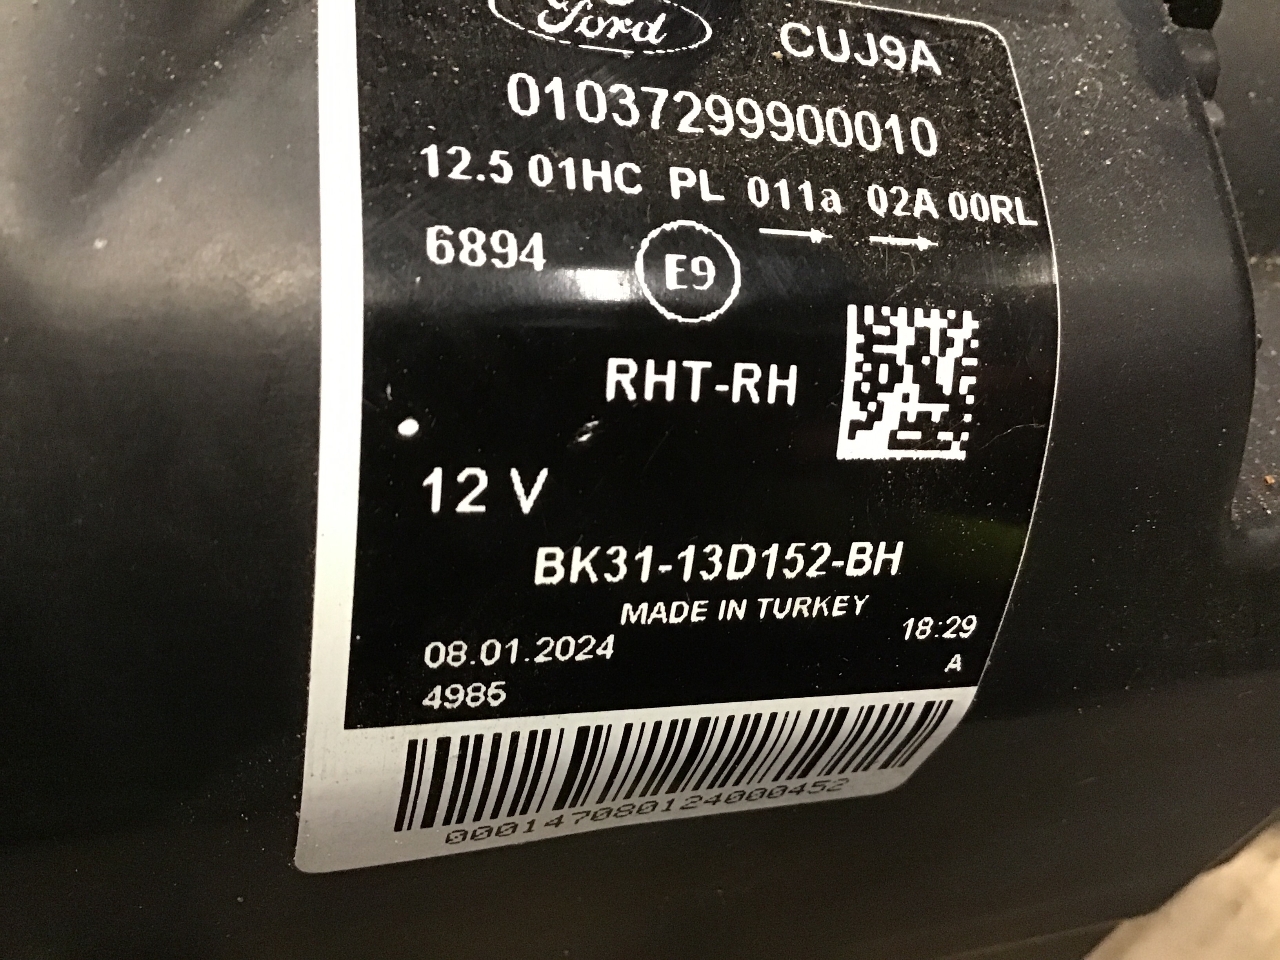 Ford
CUJ9A
01037299900010
12.5 01HC PL 011a 02A 00RL
6894 E9
RHT-RH
12 V
BK31-13D152-BH
MADE IN TURKEY
08.01.2024 18:29
4985 A
0001470801240000452